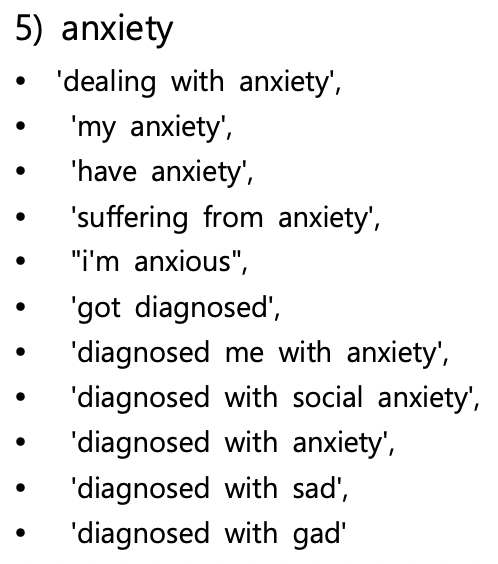 5) anxiety
• 'dealing with anxiety',
• 'my anxiety',
• 'have anxiety',
• 'suffering from anxiety',
• "i'm anxious",
• 'got diagnosed',
• 'diagnosed me with anxiety',
• 'diagnosed with social anxiety',
• 'diagnosed with anxiety',
• 'diagnosed with sad',
• 'diagnosed with gad'